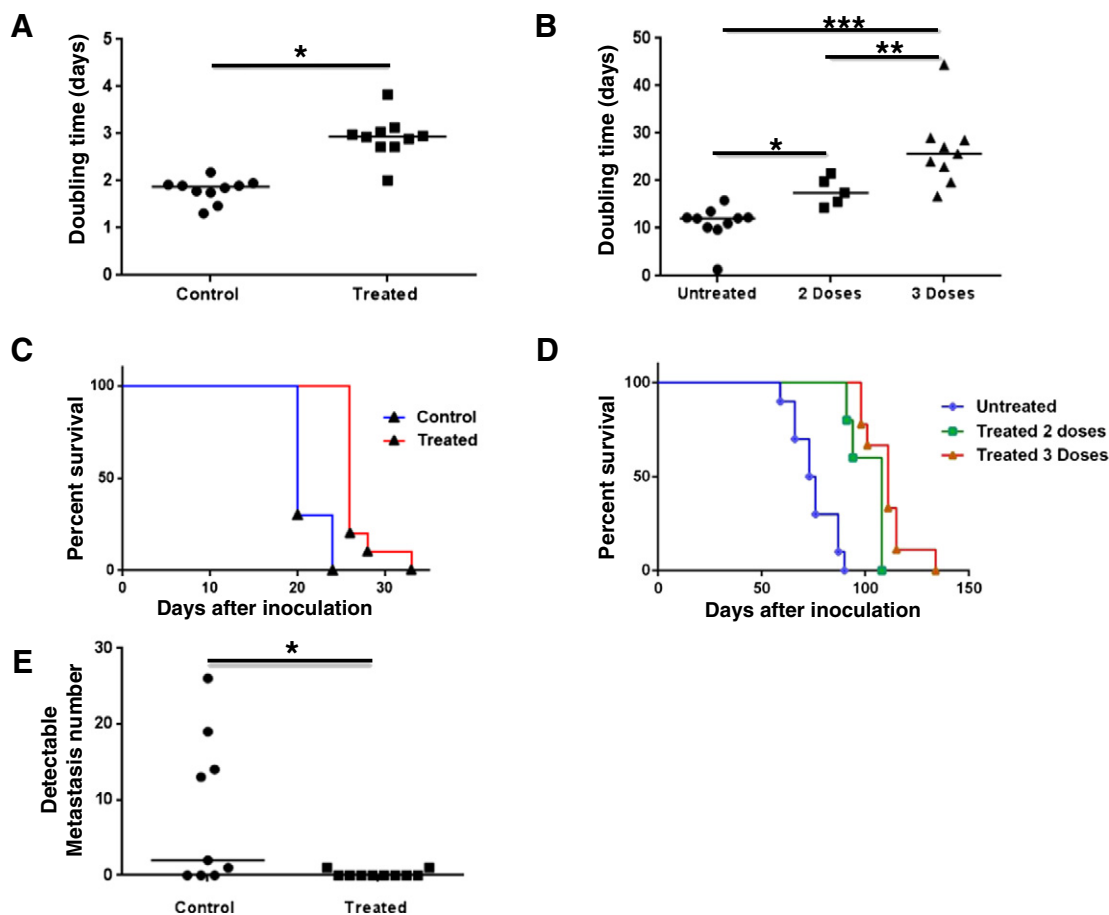 A
Doubling time (days)
5
4
3
2
1
0
*
Control
Treated
B
Doubling time (days)
50
40
30
20
10
0
***
**
*
Untreated
2 Doses
3 Doses
C
Percent survival
100
50
0
0
10
20
30
Days after inoculation
Control
Treated
D
Percent survival
100
50
0
0
50
100
150
Days after inoculation
Untreated
Treated 2 doses
Treated 3 Doses
E
Detectable
Metastasis number
30
20
10
0
*
Control
Treated